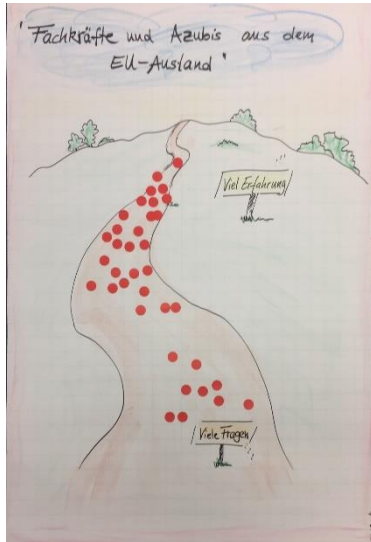 "Fachkräfte und Azubis aus dem
EU-Ausland"
Viel Erfahrung
Viele Fragen